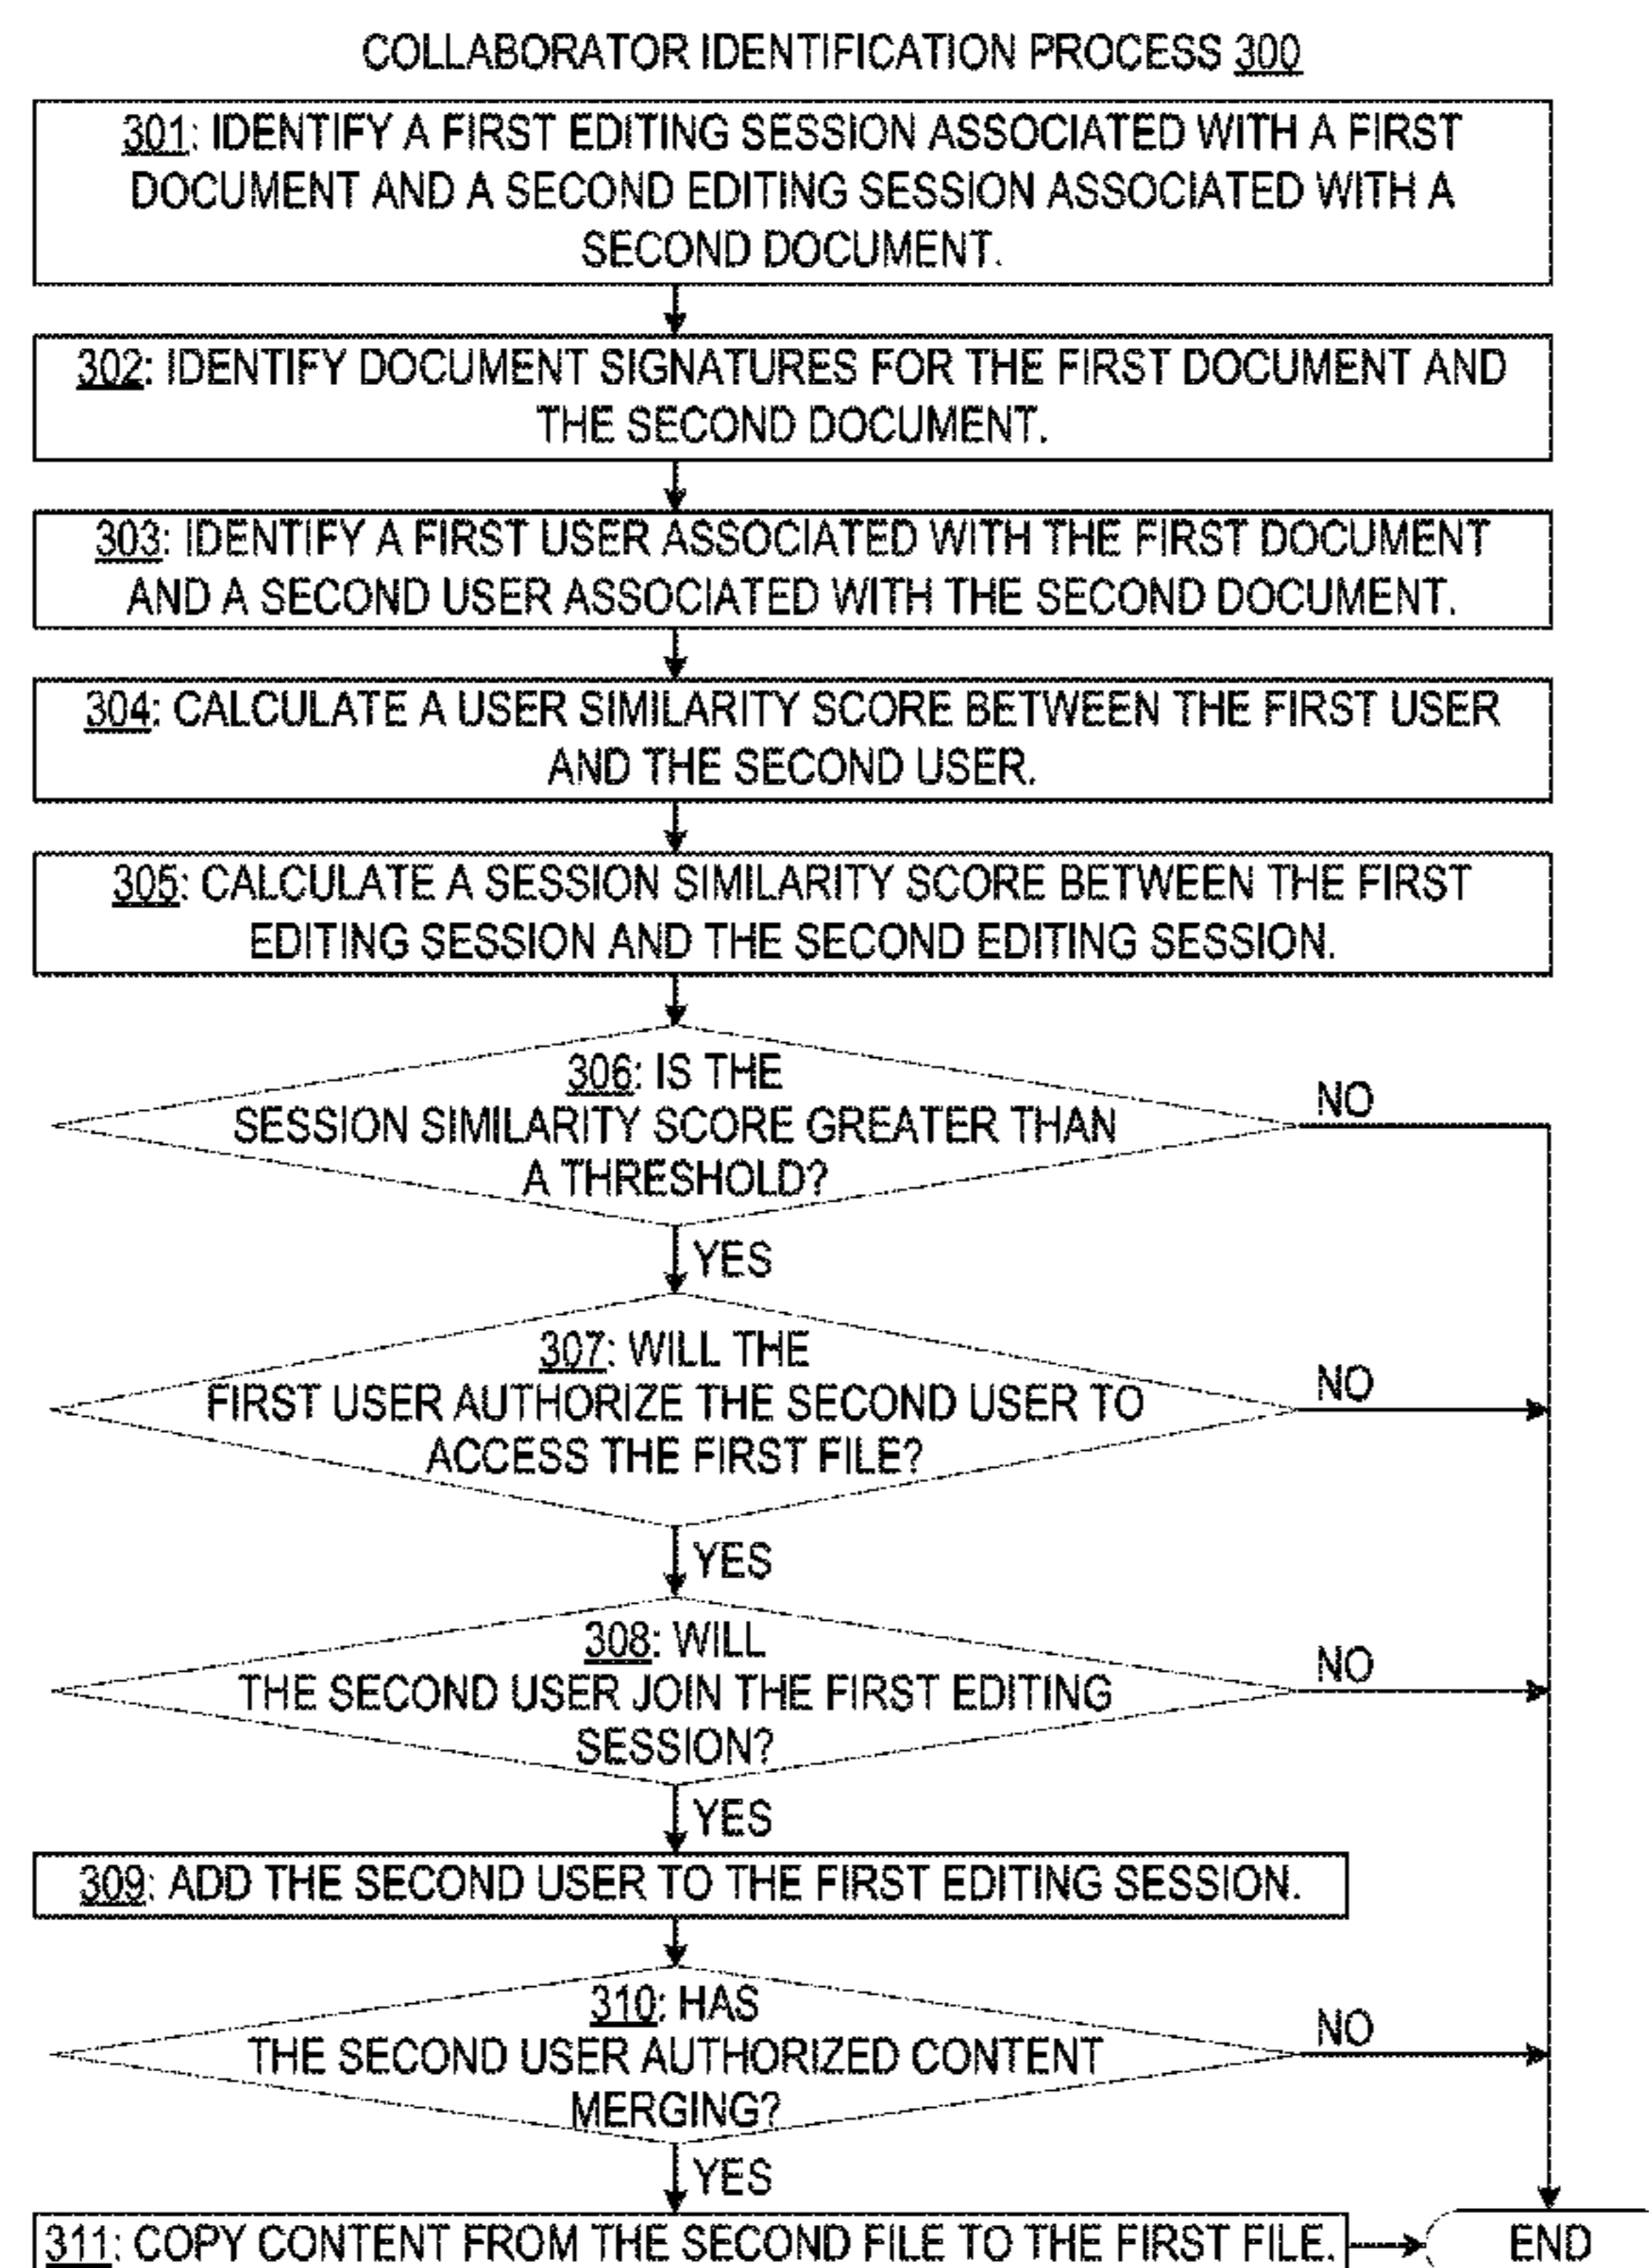 COLLABORATOR IDENTIFICATION PROCESS 300
301: IDENTIFY A FIRST EDITING SESSION ASSOCIATED WITH A FIRST
DOCUMENT AND A SECOND EDITING SESSION ASSOCIATED WITH A
SECOND DOCUMENT.
302: IDENTIFY DOCUMENT SIGNATURES FOR THE FIRST DOCUMENT AND
THE SECOND DOCUMENT.
303: IDENTIFY A FIRST USER ASSOCIATED WITH THE FIRST DOCUMENT
AND A SECOND USER ASSOCIATED WITH THE SECOND DOCUMENT.
304: CALCULATE A USER SIMILARITY SCORE BETWEEN THE FIRST USER
AND THE SECOND USER.
305: CALCULATE A SESSION SIMILARITY SCORE BETWEEN THE FIRST
EDITING SESSION AND THE SECOND EDITING SESSION.
306: IS THE
SESSION SIMILARITY SCORE GREATER THAN
A THRESHOLD?
NO
YES
307: WILL THE
FIRST USER AUTHORIZE THE SECOND USER TO
ACCESS THE FIRST FILE?
NO
YES
308: WILL
THE SECOND USER JOIN THE FIRST EDITING
SESSION?
NO
YES
309: ADD THE SECOND USER TO THE FIRST EDITING SESSION.
310: HAS
THE SECOND USER AUTHORIZED CONTENT
MERGING?
NO
YES
311: COPY CONTENT FROM THE SECOND FILE TO THE FIRST FILE.
END